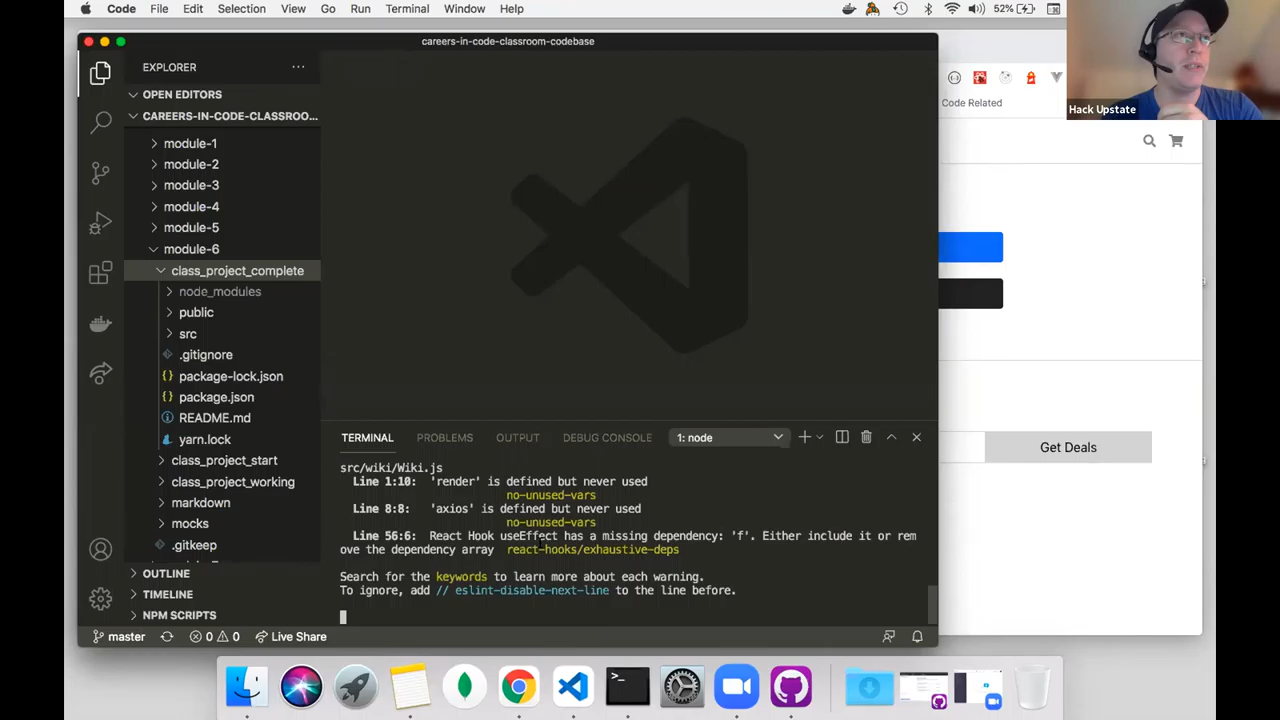 Code File Edit Selection View Go Run Terminal Window Help 52%
careers-in-code-classroom-codebase
Hack Upstate
EXPLORER
OPEN EDITORS
CAREERS-IN-CODE-CLASSROO...
module-1
module-2
module-3
module-4
module-5
module-6
class_project_complete
node_modules
public
src
.gitignore
package-lock.json
package.json
README.md
yarn.lock
class_project_start
class_project_working
markdown
mocks
.gitkeep
OUTLINE
TIMELINE
NPM SCRIPTS
TERMINAL PROBLEMS OUTPUT DEBUG CONSOLE 1: node
src/wiki/Wiki.js
Line 1:10: 'render' is defined but never used
no-unused-vars
Line 8:8: 'axios' is defined but never used
no-unused-vars
Line 56:6: React Hook useEffect has a missing dependency: 'f'. Either include it or rem
ove the dependency array react-hooks/exhaustive-deps
Search for the keywords to learn more about each warning.
To ignore, add // eslint-disable-next-line to the line before.
master 0 0 Live Share
Code Related
Get Deals